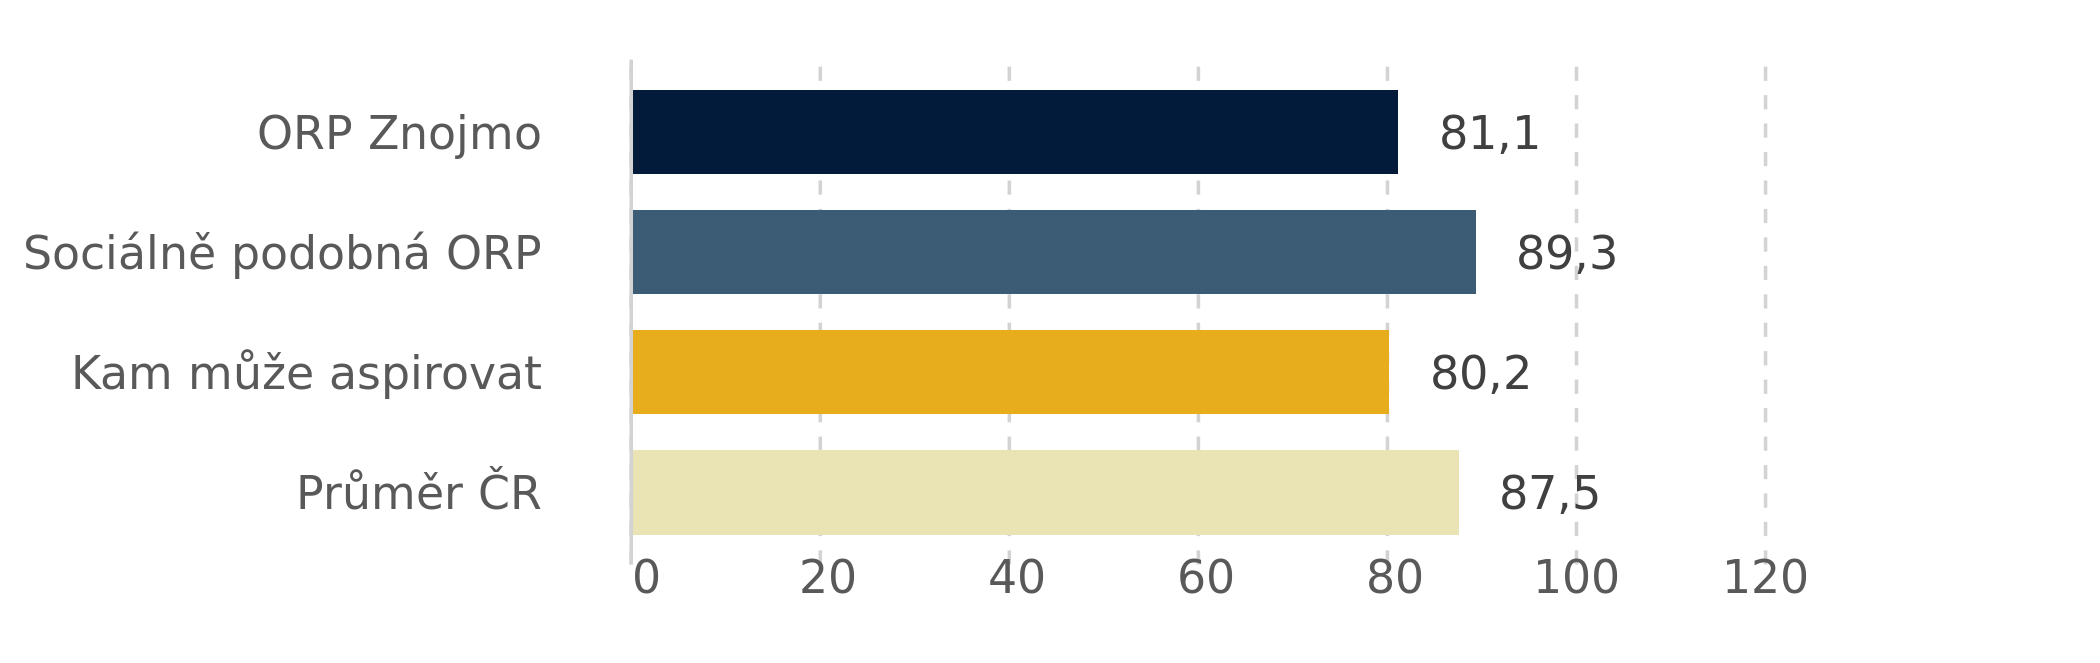 ORP Znojmo 81,1
Sociálně podobná ORP 89,3
Kam může aspirovat 80,2
Průměr ČR 87,5
0 20 40 60 80 100 120